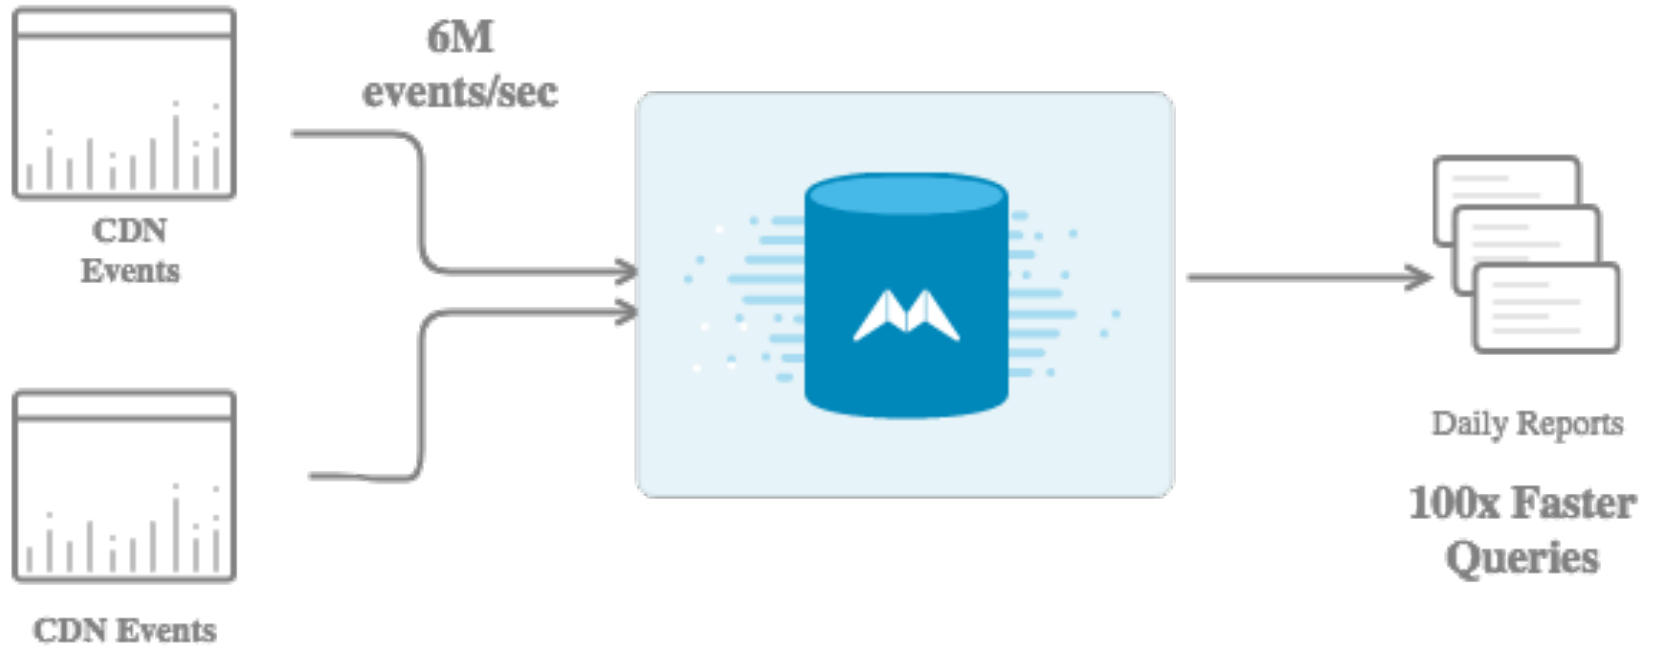 6M
events/sec
CDN
Events
CDN Events
Daily Reports
100x Faster
Queries